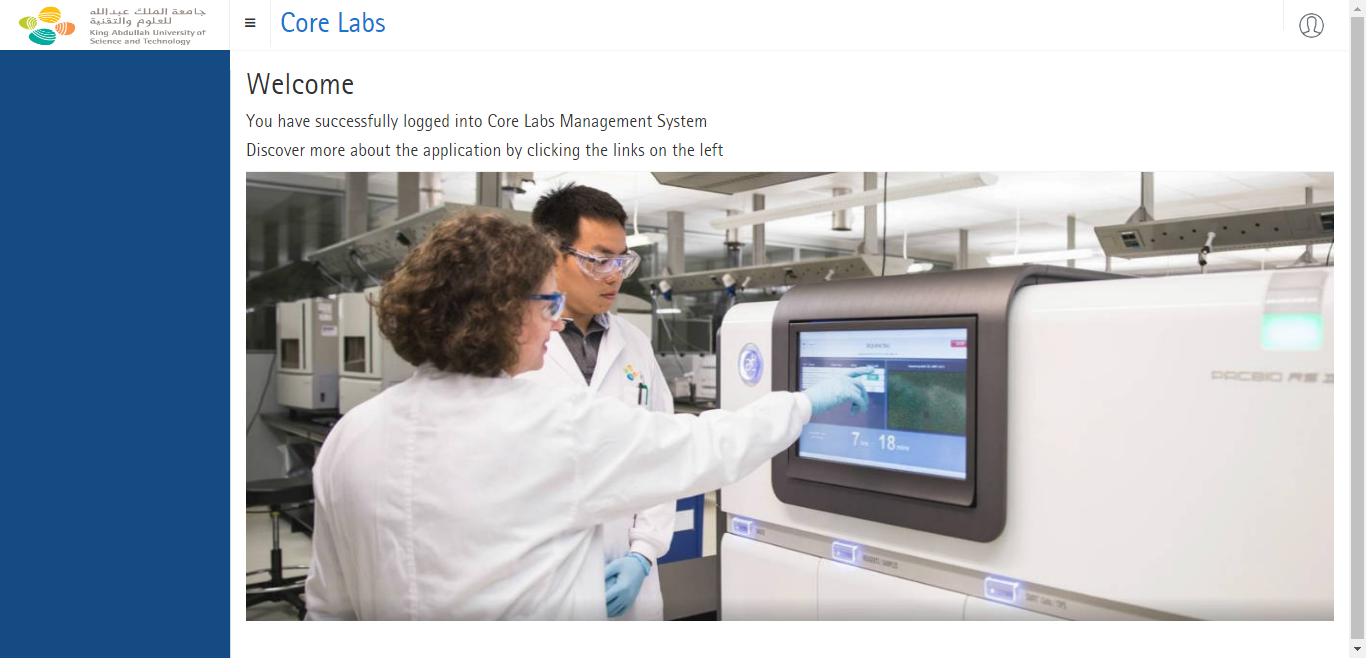 جامعة الملك عبدالله
للعلوم والتقنية
King Abdullah University of
Science and Technology
Core Labs
Welcome
You have successfully logged into Core Labs Management System
Discover more about the application by clicking the links on the left
7 hrs 18 mins
PACBIO RS II